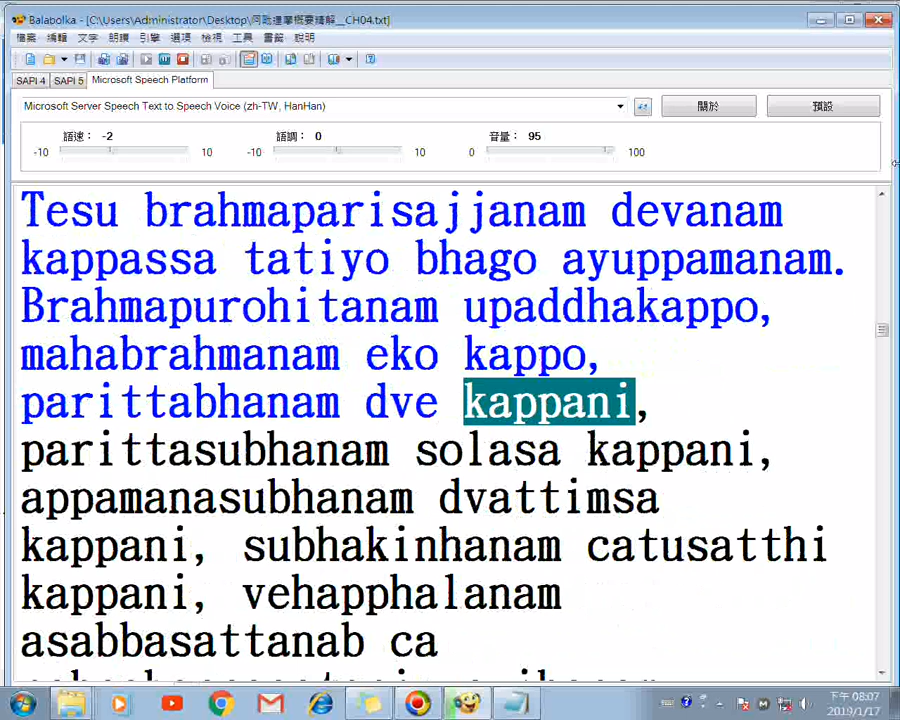 Balabolka - [C:\Users\Administrator\Desktop\阿毗達摩概要精解__CH04.txt]
檔案 編輯 文字 朗讀 引擎 選項 檢視 工具 書籤 說明
SAPI 4 SAPI 5 Microsoft Speech Platform
Microsoft Server Speech Text to Speech Voice (zh-TW, HanHan) 關於 預設
語速： -2 語調： 0 音量： 95
-10 10 -10 10 0 100
Tesu brahmaparisajjanam devanam
kappassa tatiyo bhago ayuppamanam.
Brahmapurohitanam upaddhakappo,
mahabrahmanam eko kappo,
parittabhanam dve kappani,
parittasubhanam solasa kappani,
appamanasubhanam dvattimsa
kappani, subhakinhanam catusatthi
kappani, vehapphalanam
asabbasattanab ca
下午 08:07
2019/1/17